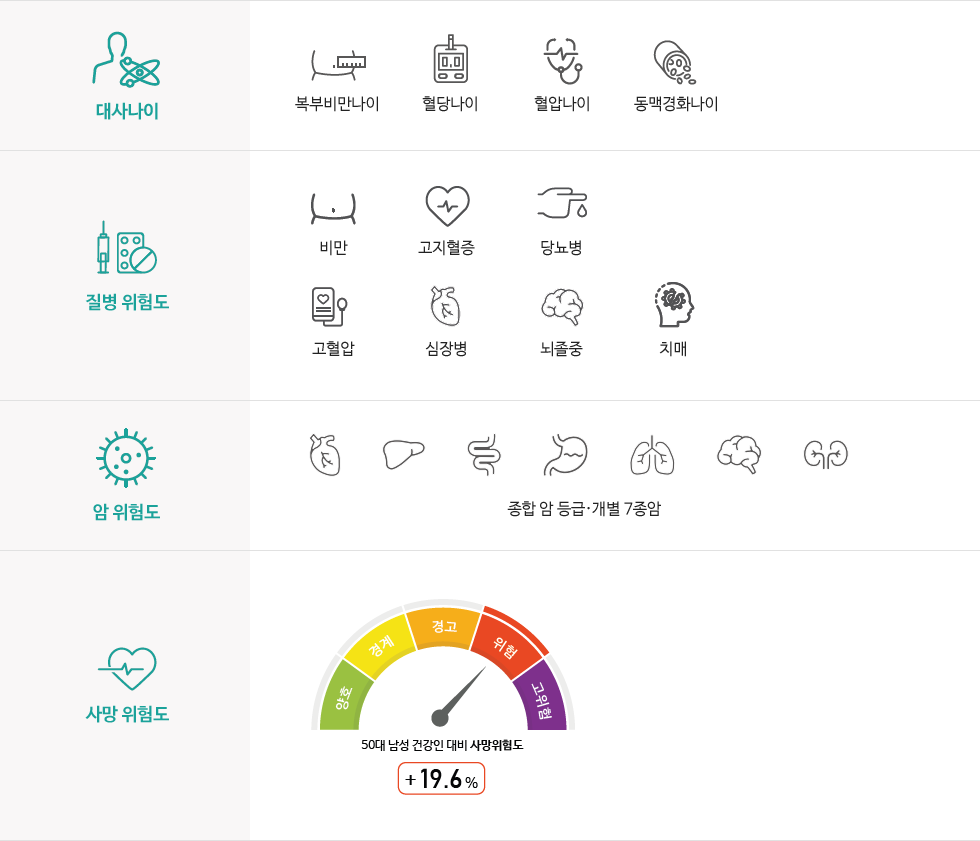 대사나이
복부비만나이
혈당나이
혈압나이
동맥경화나이
질병 위험도
비만
고지혈증
당뇨병
고혈압
심장병
뇌졸중
치매
암 위험도
종합 암 등급·개별 7종암
사망 위험도
양호
경계
경고
위험
고위험
50대 남성 건강인 대비 사망위험도
+19.6%